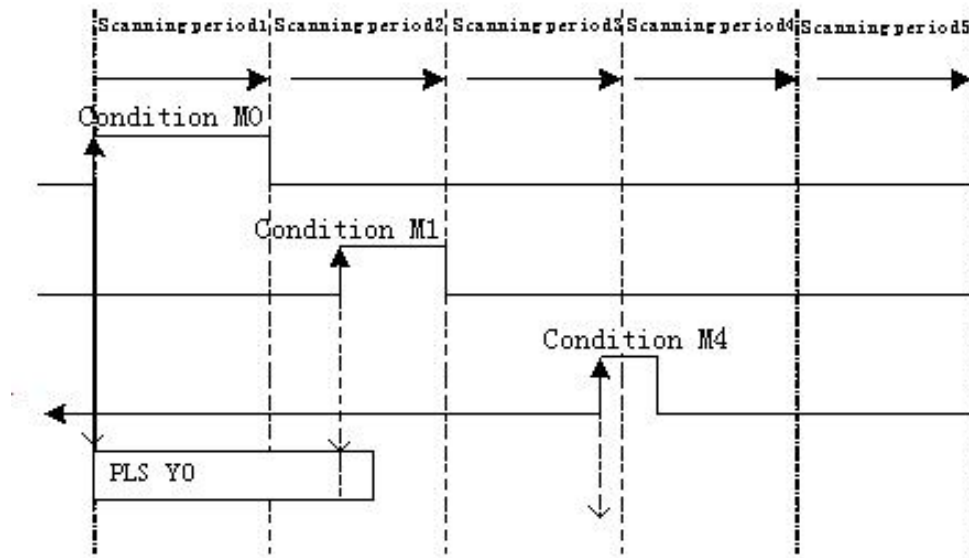 Scanning period1 Scanning period2 Scanning period3 Scanning period4 Scanning period5
Condition M0
Condition M1
Condition M4
PLS Y0